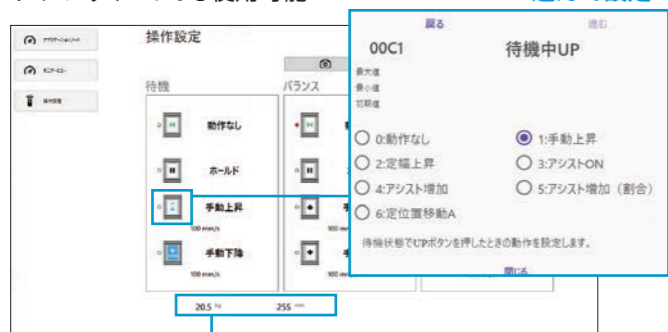 操作設定
待機
バランス
動作なし
ホールド
手動上昇
100 mm/s
手動下降
100 mm/s
20.5 kg
255 mm
戻る
進む
00C1
待機中UP
最大値
最小値
初期値
0:動作なし
1:手動上昇
2:定幅上昇
3:アシストON
4:アシスト増加
5:アシスト増加（割合）
6:定位置移動A
待機状態でUPボタンを押したときの動作を設定します。
閉じる